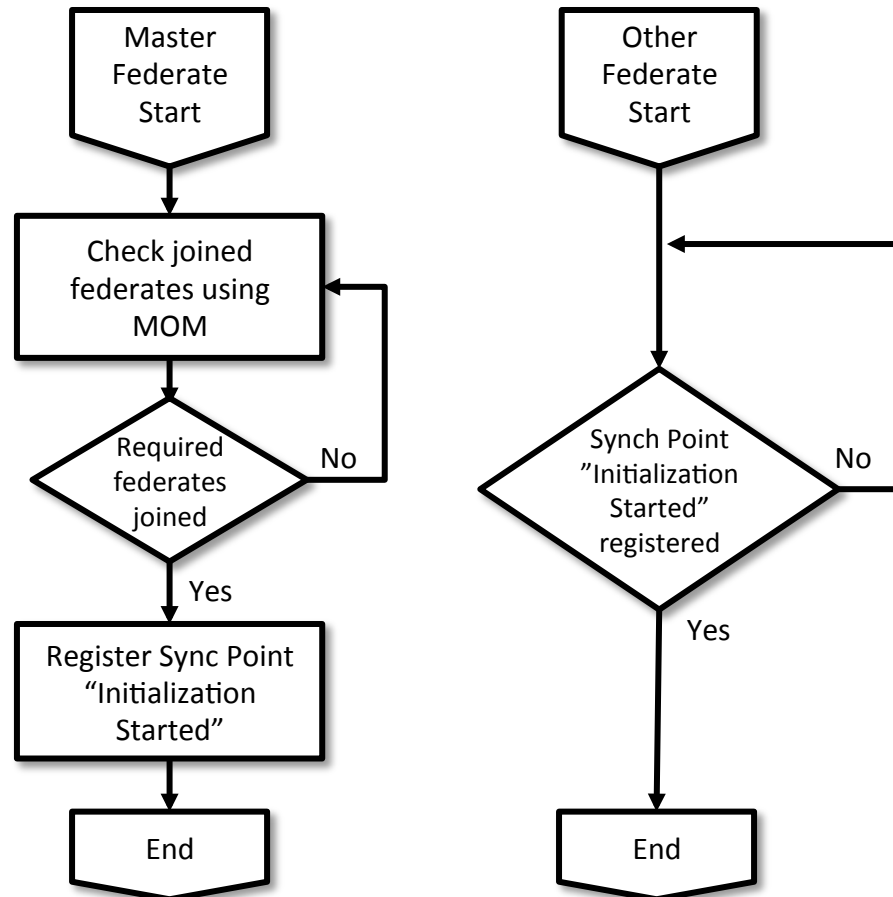 Master
Federate
Start
Check joined
federates using
MOM
Required
federates
joined
No
Yes
Register Sync Point
“Initialization
Started”
End
Other
Federate
Start
Synch Point
”Initialization
Started”
registered
No
Yes
End